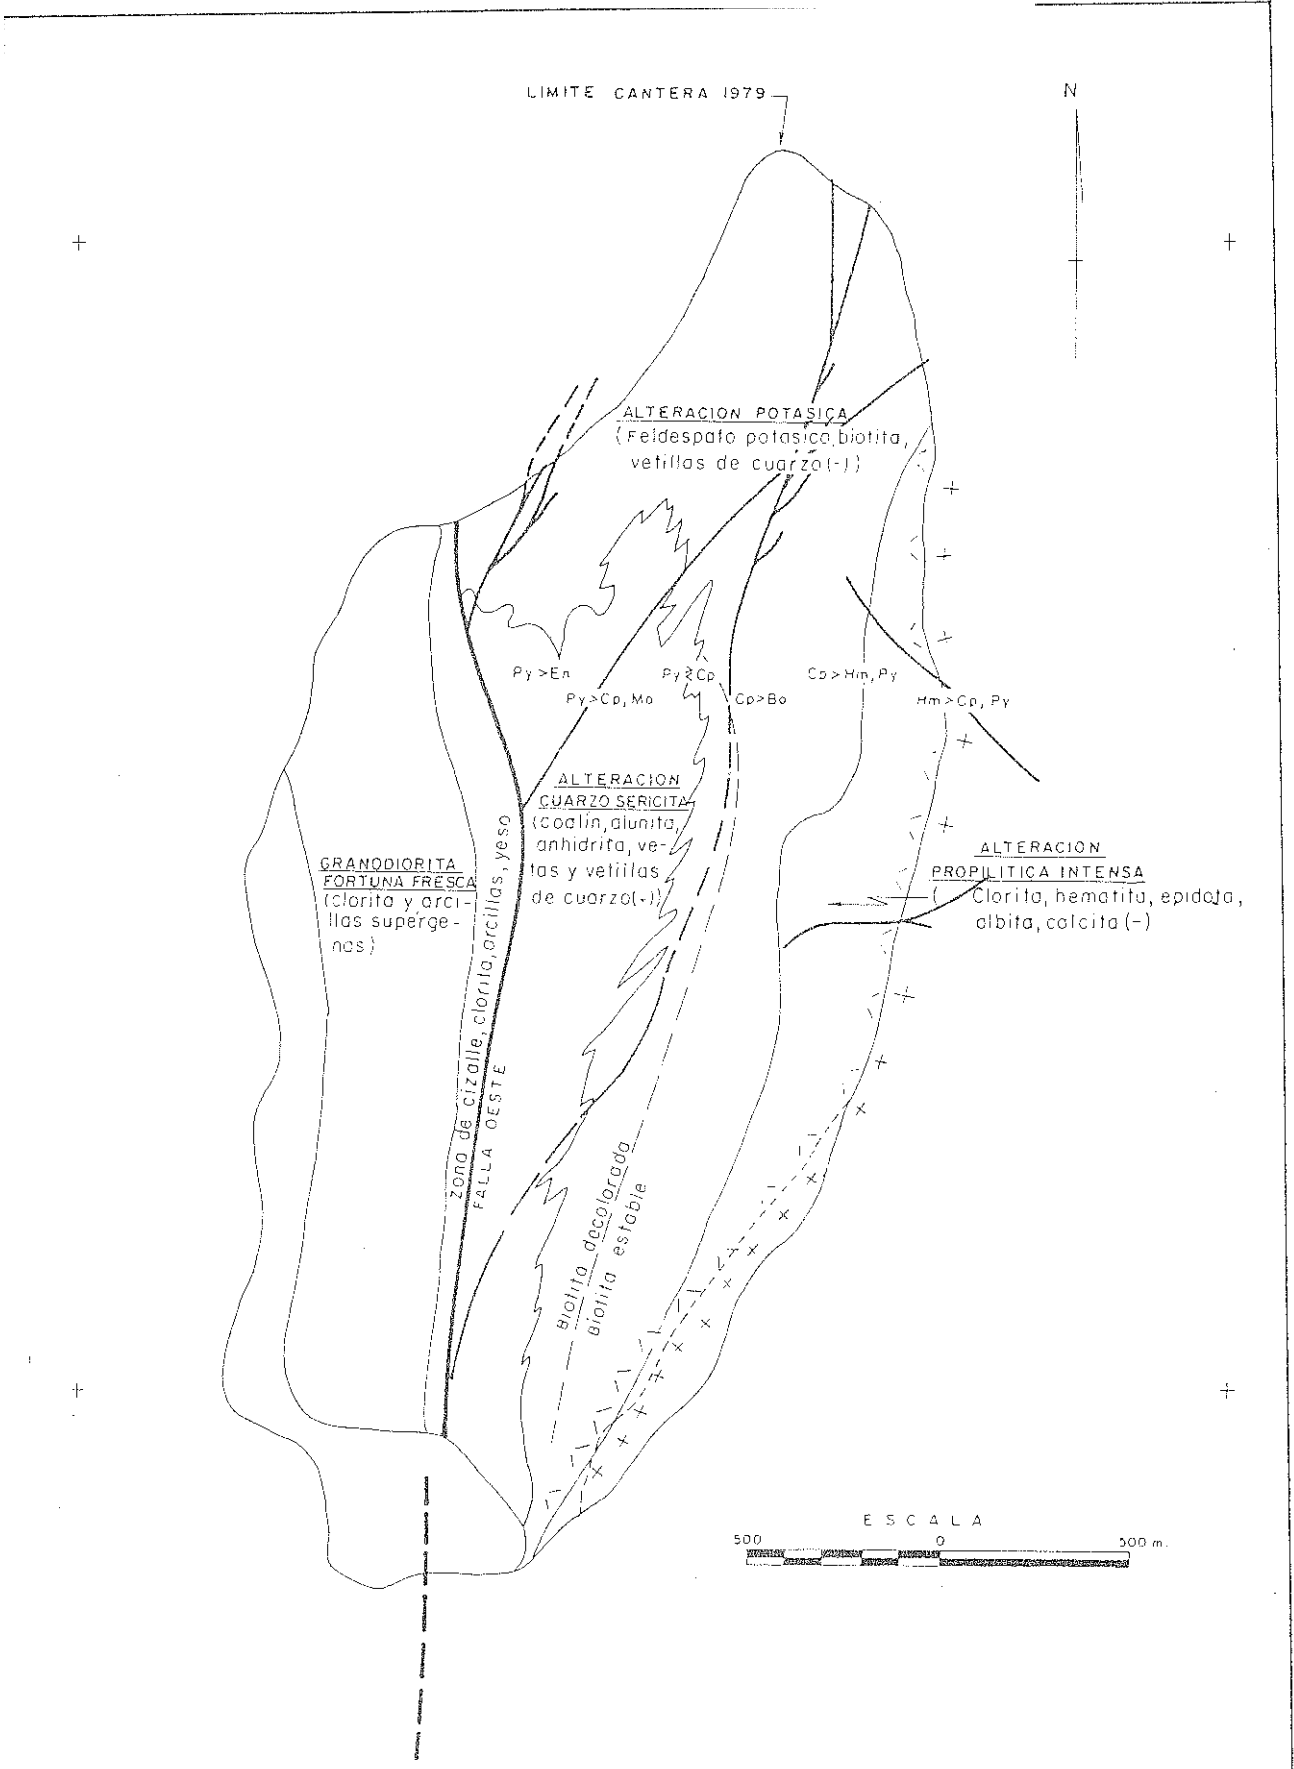 LIMITE CANTERA 1979
N
ALTERACION POTASICA
(Feldespato potasico, biotita,
vetillas de cuarzo(-))
Py>En
Py>Cp, Mo
Py≷Cp
Cp>Bo
Cp>Hm, Py
Hm>Cp, Py
ALTERACION
CUARZO SERICITA
(coalin, alunita,
anhidrita, ve-
tas y vetillas
de cuarzo(+))
GRANODIORITA
FORTUNA FRESCA
(Clorita y arci-
llas superge-
nas)
zona de cizalle, clorita, arcillas, yeso
FALLA OESTE
ALTERACION
PROPILITICA INTENSA
( Clorita, hematita, epidota,
albita, calcita (-)
Biotita decolorada
Biotita estable
ESCALA
500 0 500 m.